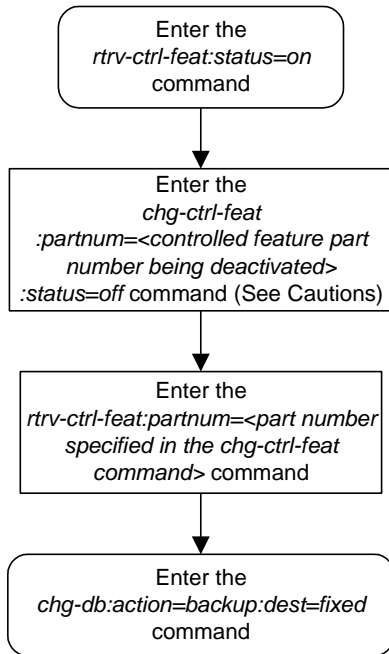 Enter the
rtrv-ctrl-feat:status=on
command
Enter the
chg-ctrl-feat
:partnum=<controlled feature part
number being deactivated>
:status=off command (See Cautions)
Enter the
rtrv-ctrl-feat:partnum=<part number
specified in the chg-ctrl-feat
command> command
Enter the
chg-db:action=backup:dest=fixed
command